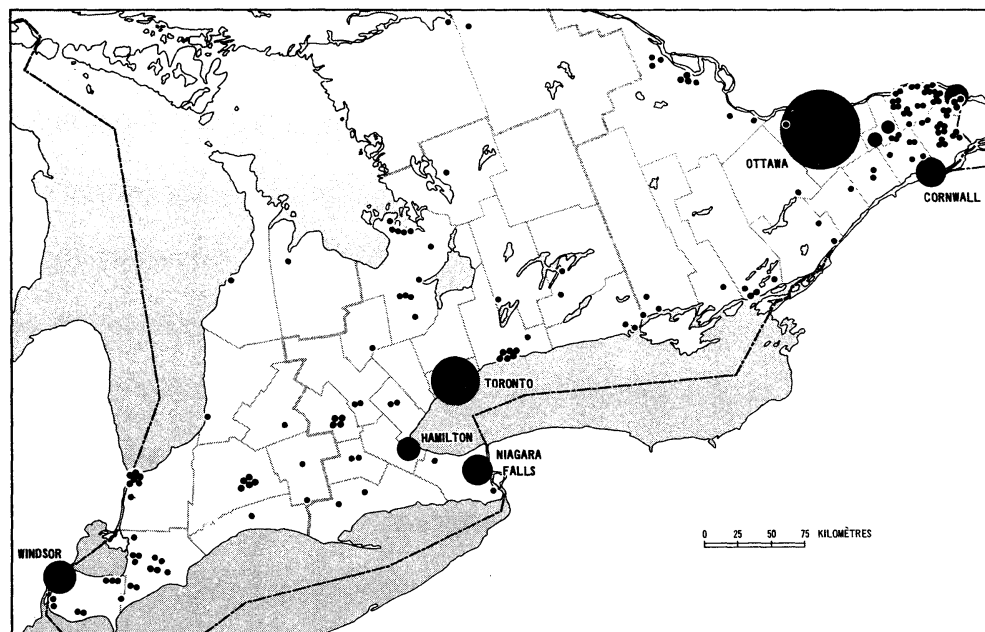 OTTAWA
CORNWALL
TORONTO
HAMILTON
NIAGARA
FALLS
WINDSOR
0 25 50 75 KILOMÈTRES